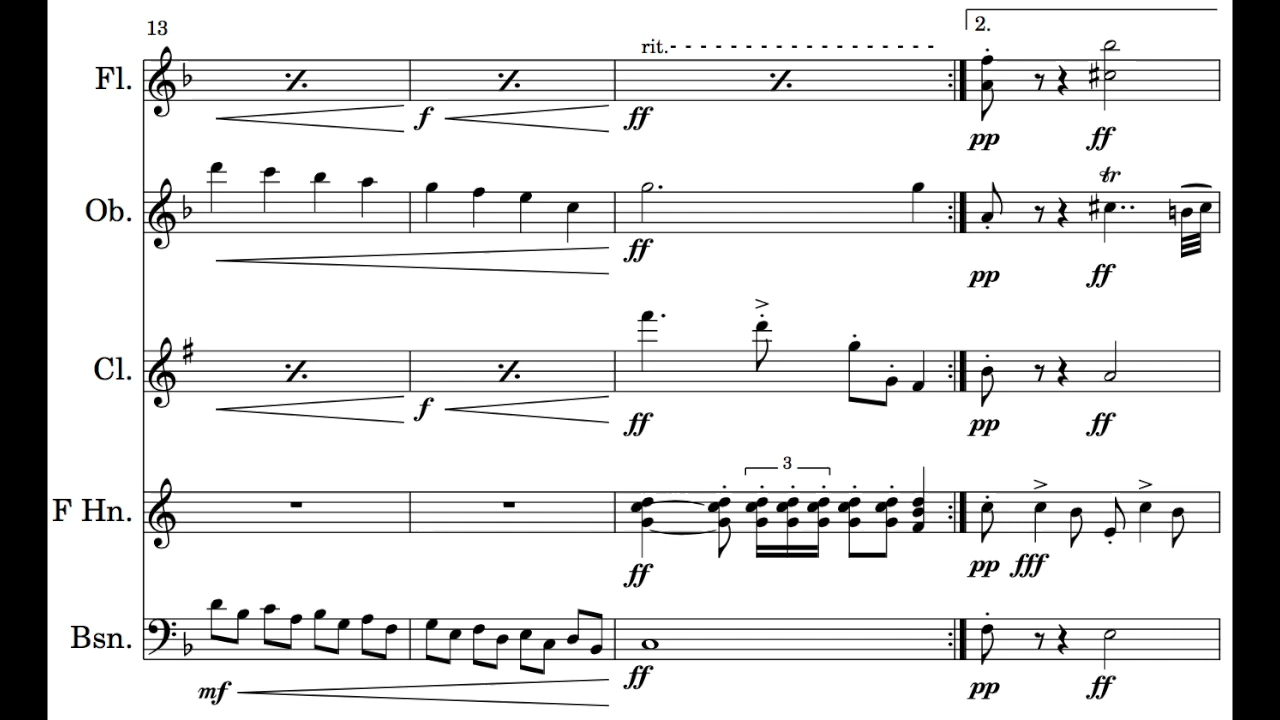 13
2.
rit.
Fl.
f ff pp ff
tr
Ob.
ff pp ff
Cl.
f ff pp ff
3
F Hn.
ff pp fff
Bsn.
mf ff pp ff